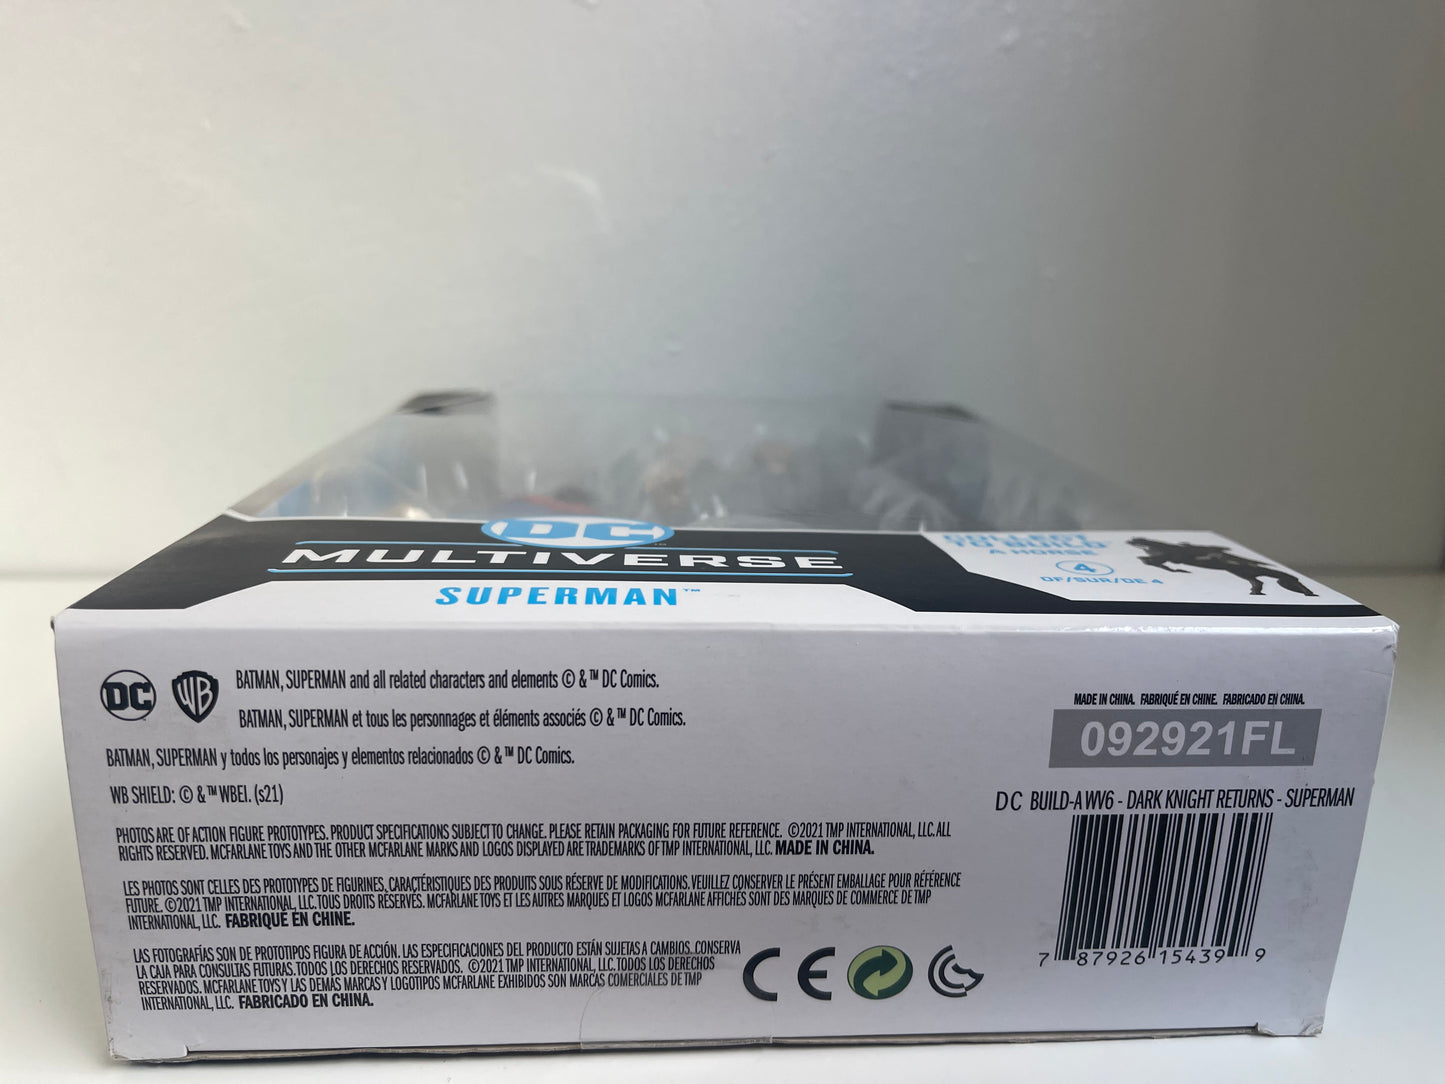 DC
MULTIVERSE
SUPERMAN™
COLLECT
A HORSE
4
OF/SUR/DE 4
DC
WB
BATMAN, SUPERMAN and all related characters and elements © & ™ DC Comics.
BATMAN, SUPERMAN et tous les personnages et éléments associés © & ™ DC Comics.
BATMAN, SUPERMAN y todos los personajes y elementos relacionados © & ™ DC Comics.
WB SHIELD: © & ™ WBEI. (s21)
PHOTOS ARE OF ACTION FIGURE PROTOTYPES. PRODUCT SPECIFICATIONS SUBJECT TO CHANGE. PLEASE RETAIN PACKAGING FOR FUTURE REFERENCE. ©2021 TMP INTERNATIONAL, LLC. ALL
RIGHTS RESERVED. MCFARLANE TOYS AND THE OTHER MCFARLANE MARKS AND LOGOS DISPLAYED ARE TRADEMARKS OF TMP INTERNATIONAL, LLC. MADE IN CHINA.
LES PHOTOS SONT CELLES DES PROTOTYPES DE FIGURINES, CARACTÉRISTIQUES DES PRODUITS SOUS RÉSERVE DE MODIFICATIONS. VEUILLEZ CONSERVER LE PRÉSENT EMBALLAGE POUR RÉFÉRENCE
FUTURE. ©2021 TMP INTERNATIONAL, LLC. TOUS DROITS RÉSERVÉS. MCFARLANE TOYS ET LES AUTRES MARQUES ET LOGOS MCFARLANE AFFICHÉS SONT DES MARQUES DE COMMERCE DE TMP
INTERNATIONAL, LLC. FABRIQUÉ EN CHINE.
LAS FOTOGRAFÍAS SON DE PROTOTIPOS FIGURA DE ACCIÓN. LAS ESPECIFICACIONES DEL PRODUCTO ESTÁN SUJETAS A CAMBIOS. CONSERVA
LA CAJA PARA CONSULTAS FUTURAS. TODOS LOS DERECHOS RESERVADOS. ©2021 TMP INTERNATIONAL, LLC. TODOS LOS DERECHOS
RESERVADOS. MCFARLANE TOYS Y LAS DEMÁS MARCAS Y LOGOTIPOS MCFARLANE EXHIBIDOS SON MARCAS COMERCIALES DE TMP
INTERNATIONAL, LLC. FABRICADO EN CHINA.
CE
MADE IN CHINA. FABRIQUÉ EN CHINE. FABRICADO EN CHINA.
092921FL
DC BUILD-A WV6 - DARK KNIGHT RETURNS - SUPERMAN
7 87926 15439 9